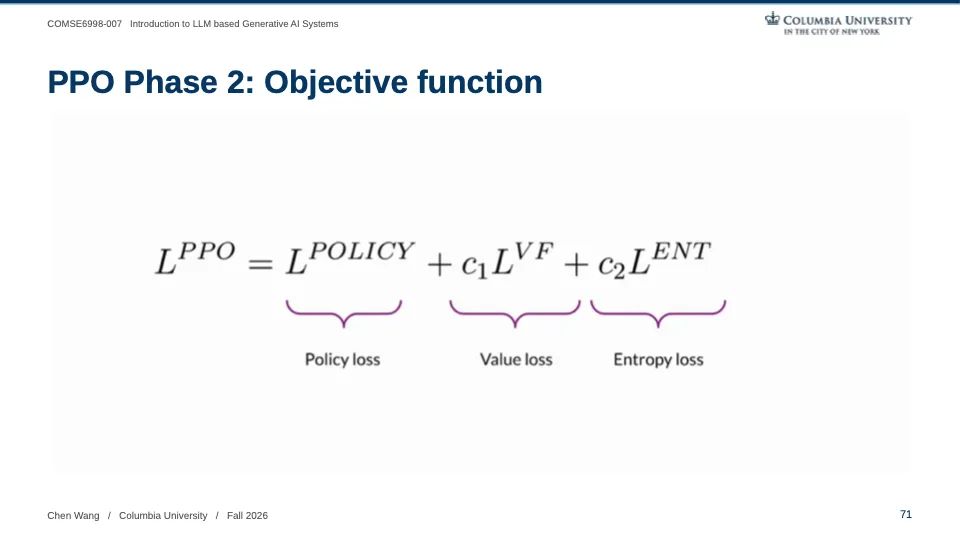 COMSE6998-007 Introduction to LLM based Generative AI Systems
COLUMBIA UNIVERSITY
IN THE CITY OF NEW YORK
PPO Phase 2: Objective function
L^{PPO} = L^{POLICY} + c_1L^{VF} + c_2L^{ENT}
Policy loss Value loss Entropy loss
Chen Wang / Columbia University / Fall 2026
71